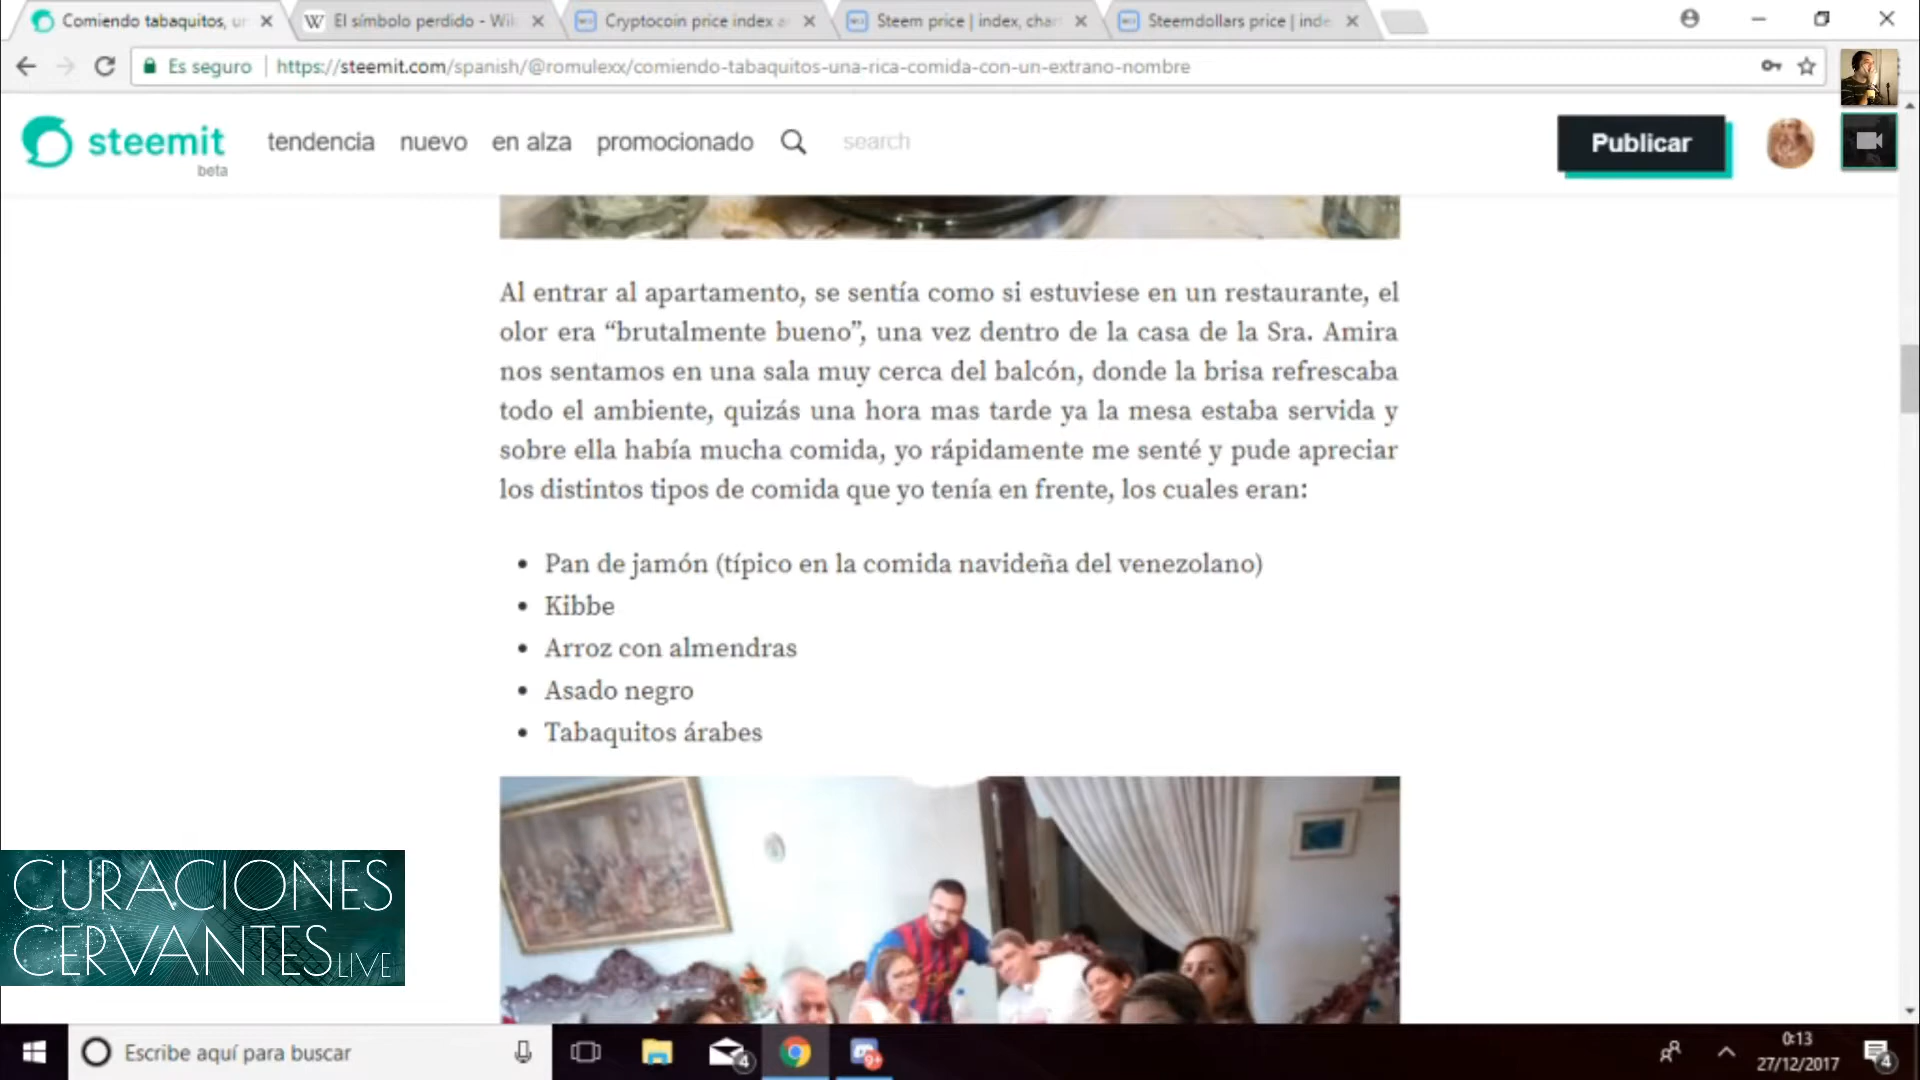 Comiendo tabaquitos, un
El símbolo perdido - Wiki
Cryptocoin price index a
Steem price | index, char
Steemdollars price | inde
Es seguro
https://steemit.com/spanish/@romulexx/comiendo-tabaquitos-una-rica-comida-con-un-extrano-nombre
steemit
beta
tendencia
nuevo
en alza
promocionado
search
Publicar
Al entrar al apartamento, se sentía como si estuviese en un restaurante, el
olor era “brutalmente bueno”, una vez dentro de la casa de la Sra. Amira
nos sentamos en una sala muy cerca del balcón, donde la brisa refrescaba
todo el ambiente, quizás una hora mas tarde ya la mesa estaba servida y
sobre ella había mucha comida, yo rápidamente me senté y pude apreciar
los distintos tipos de comida que yo tenía en frente, los cuales eran:
• Pan de jamón (típico en la comida navideña del venezolano)
• Kibbe
• Arroz con almendras
• Asado negro
• Tabaquitos árabes
CURACIONES
CERVANTES LIVE
Escribe aquí para buscar
4
9+
0:13
27/12/2017
4